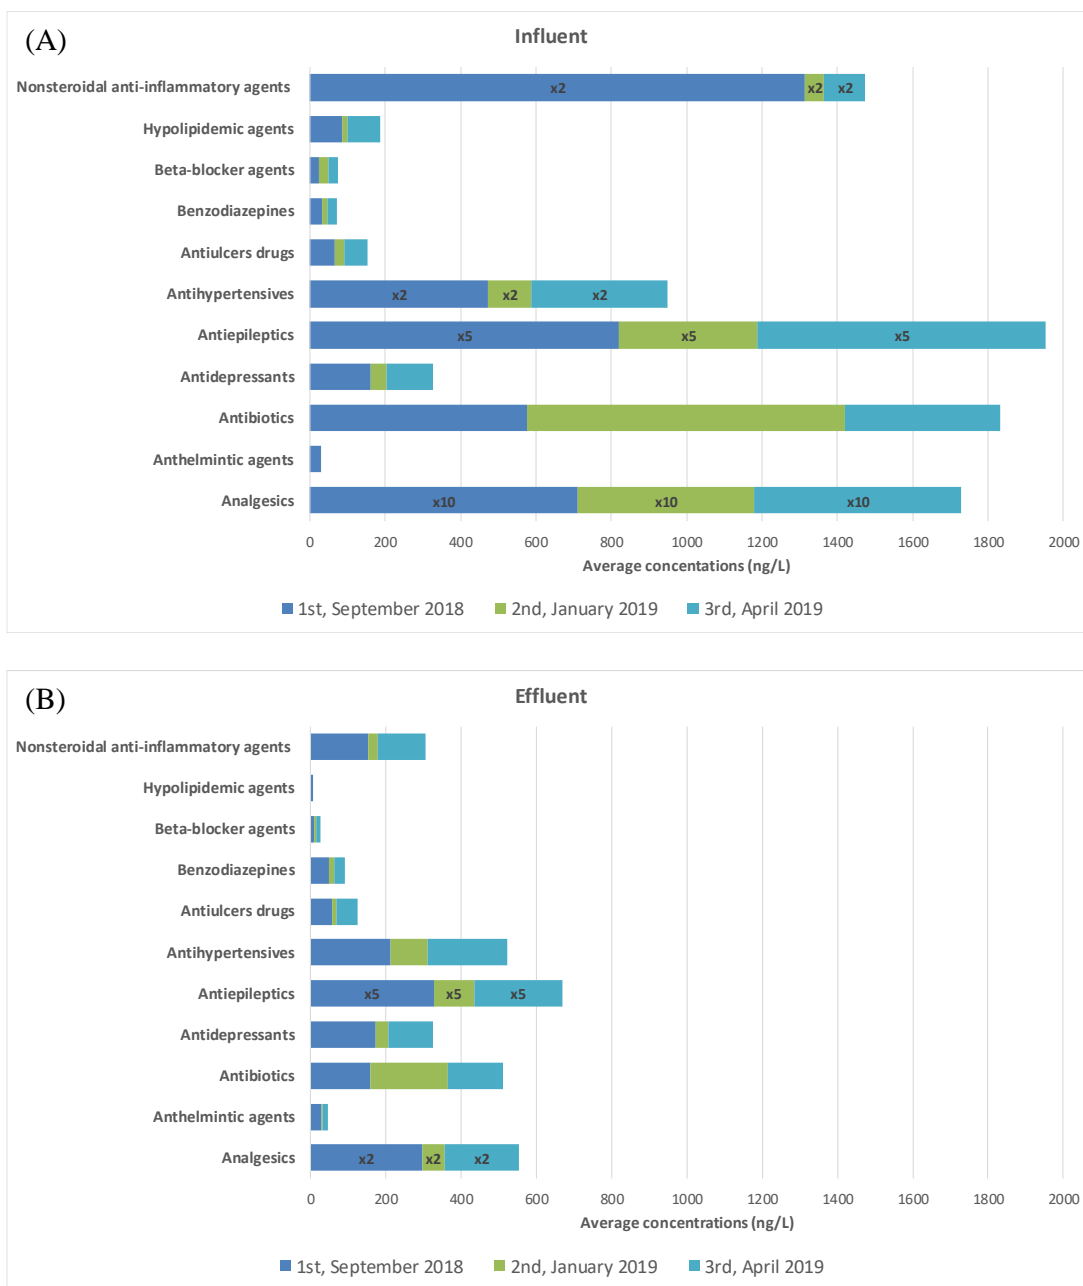 (A)
Influent
Nonsteroidal anti-inflammatory agents
x2 x2 x2
Hypolipidemic agents
Beta-blocker agents
Benzodiazepines
Antiulcers drugs
Antihypertensives
x2 x2 x2
Antiepileptics
x5 x5 x5
Antidepressants
Antibiotics
Anthelmintic agents
Analgesics
x10 x10 x10
0 200 400 600 800 1000 1200 1400 1600 1800 2000
Average concentations (ng/L)
1st, September 2018 2nd, January 2019 3rd, April 2019
(B)
Effluent
Nonsteroidal anti-inflammatory agents
Hypolipidemic agents
Beta-blocker agents
Benzodiazepines
Antiulcers drugs
Antihypertensives
Antiepileptics
x5 x5 x5
Antidepressants
Antibiotics
Anthelmintic agents
Analgesics
x2 x2 x2
0 200 400 600 800 1000 1200 1400 1600 1800 2000
Average concentrations (ng/L)
1st, September 2018 2nd, January 2019 3rd, April 2019